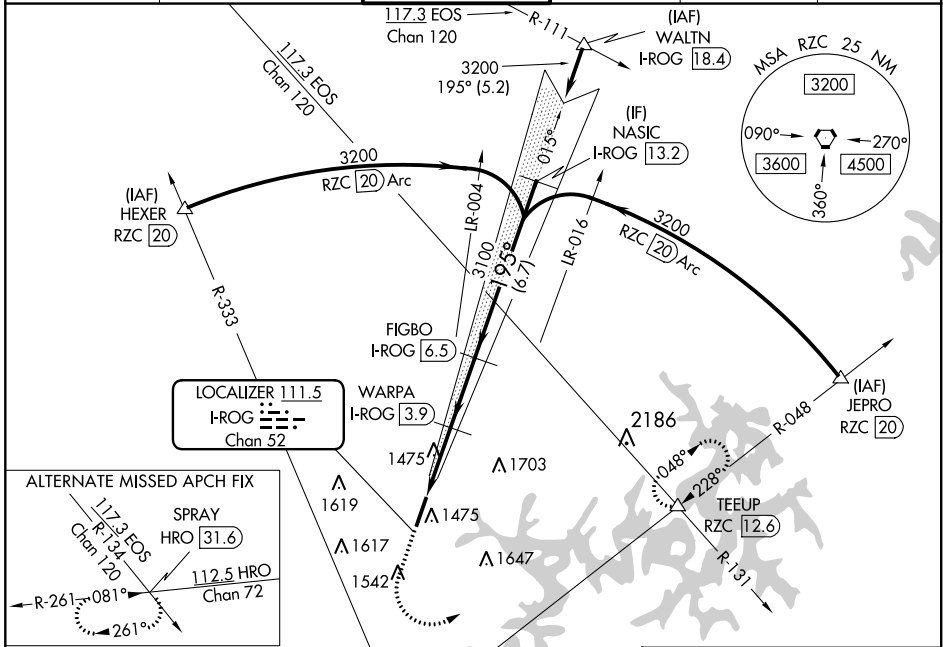 117.3 EOS
Chan 120
R-111
(IAF)
WALTN
I-ROG 18.4
3200
195° (5.2)
MSA RZC 25 NM
3200
090°
270°
3600
4500
360°
117.3 EOS
Chan 120
(IF)
NASIC
I-ROG 13.2
015°
3200
RZC 20 Arc
LR-004
(IAF)
HEXER
RZC 20
LR-016
3200
RZC 20 Arc
3100
195°
(6.7)
R-333
FIGBO
I-ROG 6.5
(IAF)
JEPRO
RZC 20
R-048
LOCALIZER 111.5
I-ROG
Chan 52
WARPA
I-ROG 3.9
2186
048°
228°
1475
1703
1619
TEEUP
RZC 12.6
1475
1617
1542
1647
R-131
ALTERNATE MISSED APCH FIX
117.3 EOS
R-134
Chan 120
SPRAY
HRO 31.6
112.5 HRO
Chan 72
R-261
081°
261°